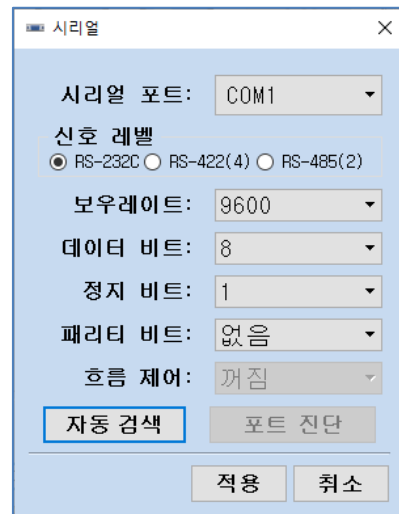 시리얼
시리얼 포트: COM1
신호 레벨
RS-232C RS-422(4) RS-485(2)
보우레이트: 9600
데이터 비트: 8
정지 비트: 1
패리티 비트: 없음
흐름 제어: 꺼짐
자동 검색 포트 진단
적용 취소